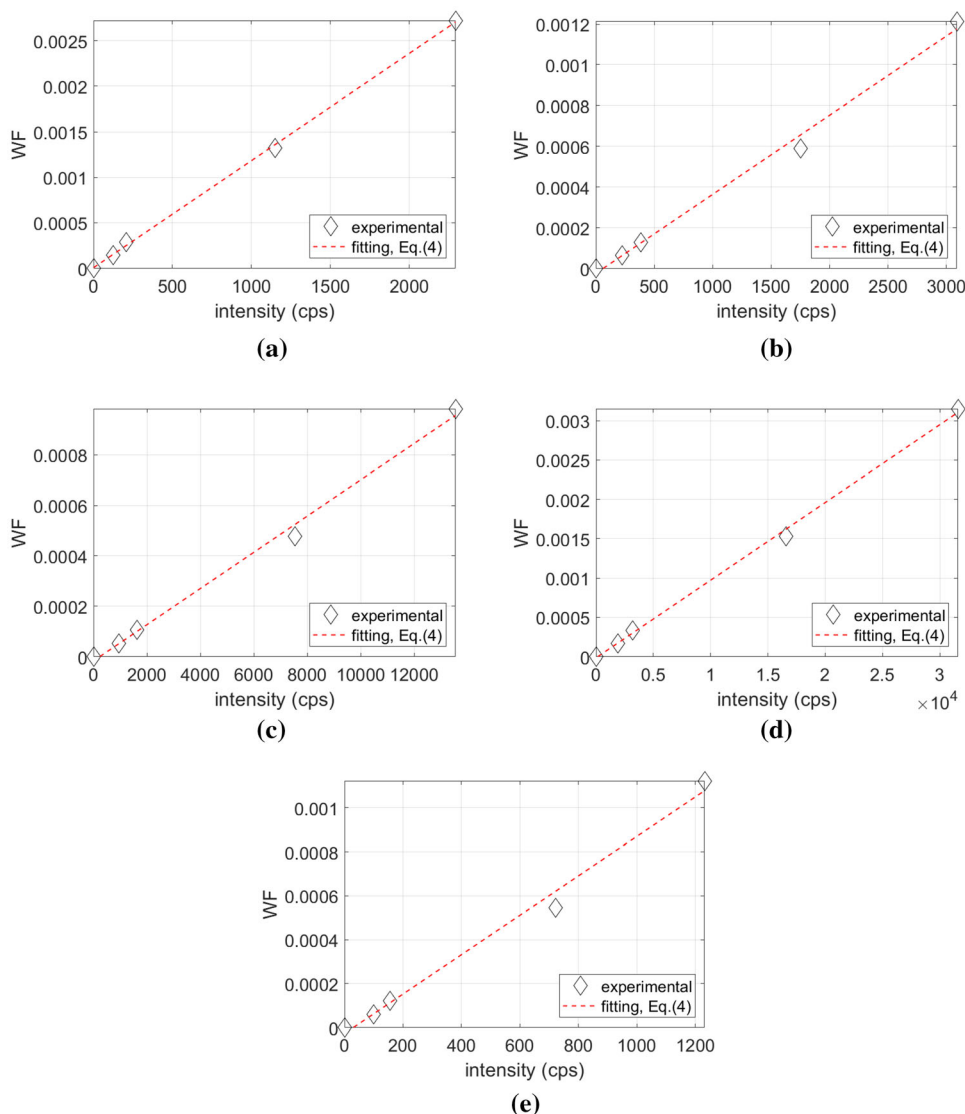 0.0025
0.002
0.0015
0.001
0.0005
0
WF
0 500 1000 1500 2000
intensity (cps)
experimental
fitting, Eq.(4)
(a)
0.0012
0.001
0.0008
0.0006
0.0004
0.0002
0
WF
0 500 1000 1500 2000 2500 3000
intensity (cps)
experimental
fitting, Eq.(4)
(b)
0.0008
0.0006
0.0004
0.0002
0
WF
0 2000 4000 6000 8000 10000 12000
intensity (cps)
experimental
fitting, Eq.(4)
(c)
0.003
0.0025
0.002
0.0015
0.001
0.0005
0
WF
0 0.5 1 1.5 2 2.5 3
intensity (cps)
×10^4
experimental
fitting, Eq.(4)
(d)
0.001
0.0008
0.0006
0.0004
0.0002
0
WF
0 200 400 600 800 1000 1200
intensity (cps)
experimental
fitting, Eq.(4)
(e)